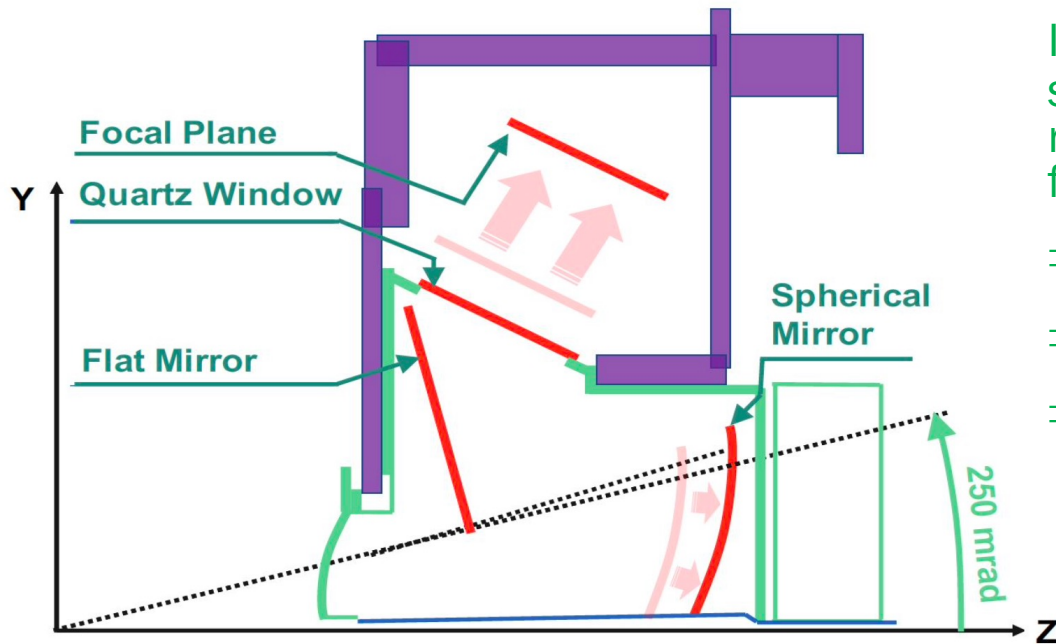 Focal Plane
Y
Quartz Window
Spherical
Mirror
Flat Mirror
250 mrad
Z